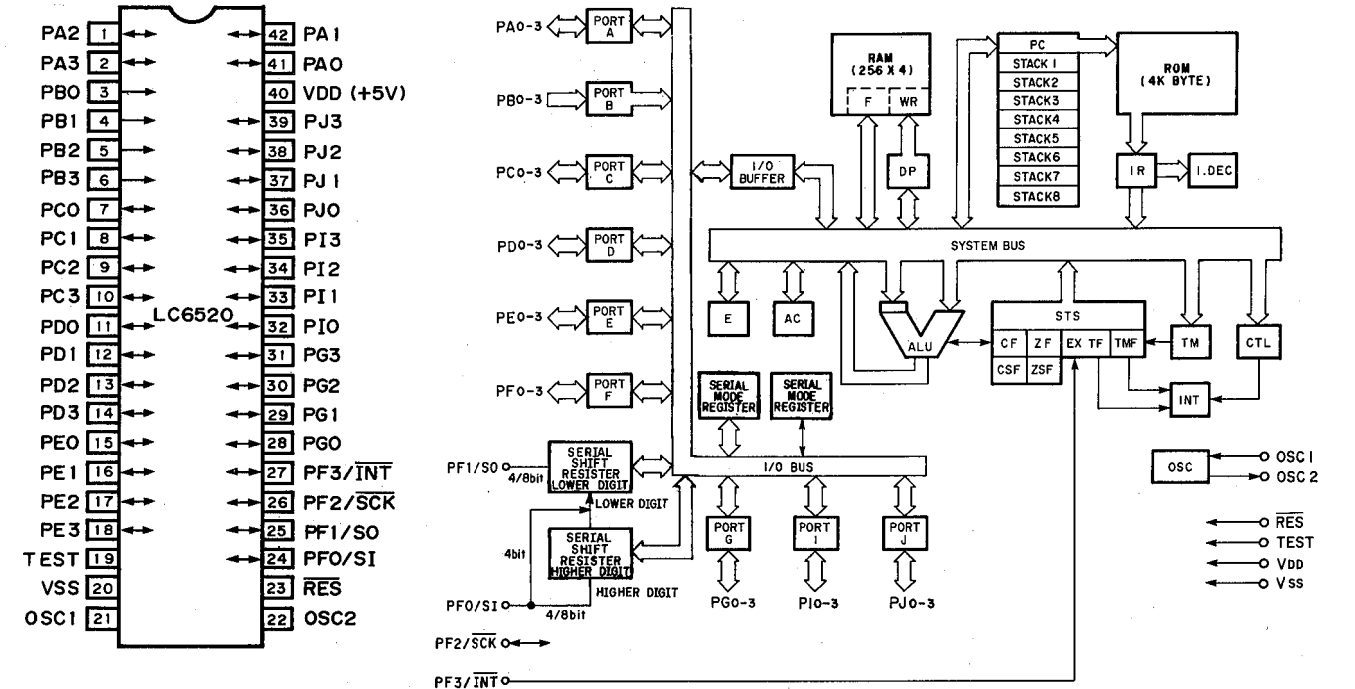 PA2 1 42 PA1
PA3 2 41 PA0
PB0 3 40 VDD (+5V)
PB1 4 39 PJ3
PB2 5 38 PJ2
PB3 6 37 PJ1
PC0 7 36 PJ0
PC1 8 35 PI3
PC2 9 34 PI2
PC3 10 33 PI1
LC6520
PD0 11 32 PI0
PD1 12 31 PG3
PD2 13 30 PG2
PD3 14 29 PG1
PE0 15 28 PG0
PE1 16 27 PF3/INT
PE2 17 26 PF2/SCK
PE3 18 25 PF1/SO
TEST 19 24 PF0/SI
VSS 20 23 RES
OSC1 21 22 OSC2
PA0-3
PORT
A
PB0-3
PORT
B
PC0-3
PORT
C
PD0-3
PORT
D
PE0-3
PORT
E
PF0-3
PORT
F
I/O
BUFFER
RAM
(256 X 4)
F WR
DP
PC
STACK 1
STACK2
STACK3
STACK4
STACK5
STACK6
STACK7
STACK8
ROM
(4K BYTE)
IR
I.DEC
SYSTEM BUS
E
AC
ALU
STS
CF ZF EX TF TMF
CSF ZSF
TM
CTL
INT
SERIAL
MODE
REGISTER
SERIAL
MODE
REGISTER
PF1/SO
4/8bit
SERIAL
SHIFT
RESISTER
LOWER DIGIT
LOWER DIGIT
I/O BUS
4bit
SERIAL
SHIFT
RESISTER
HIGHER DIGIT
HIGHER DIGIT
PF0/SI
4/8bit
PORT
G
PORT
I
PORT
J
PG0-3
PI0-3
PJ0-3
PF2/SCK
PF3/INT
OSC
OSC1
OSC2
RES
TEST
VDD
VSS